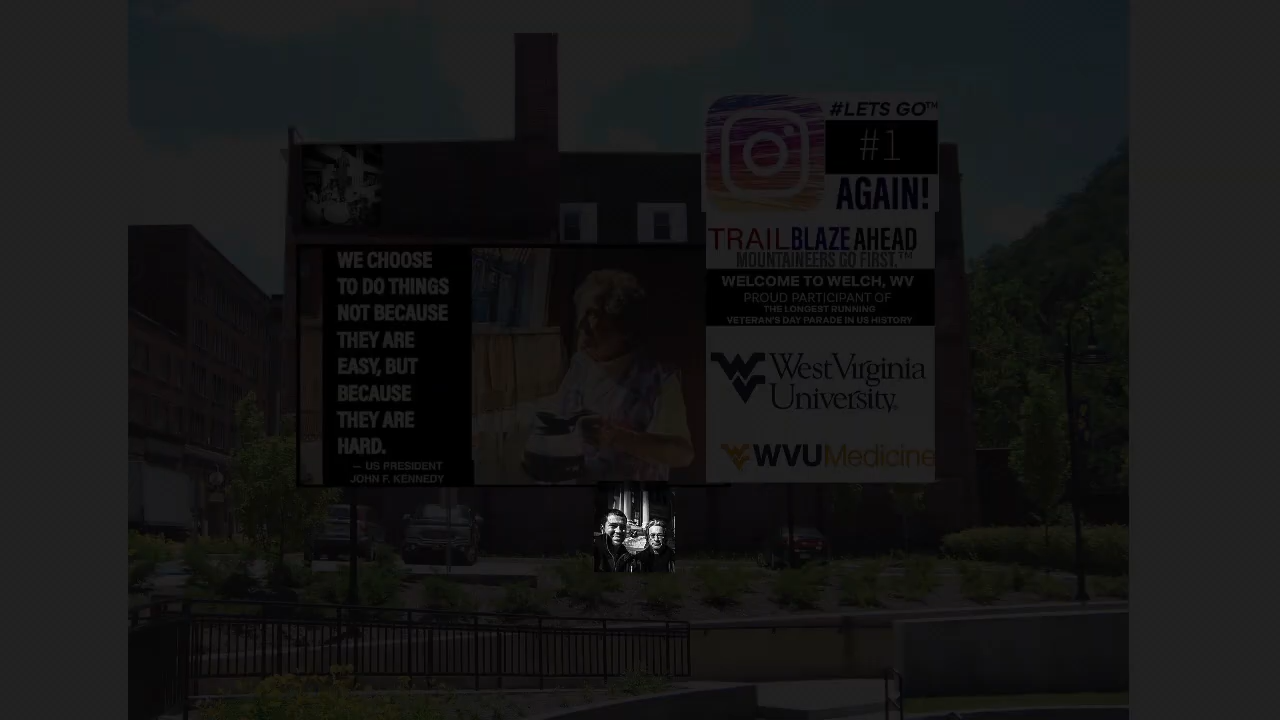 #LETS GO™
#1
AGAIN!
TRAILBLAZEAHEAD
MOUNTAINEERS GO FIRST.™
WE CHOOSE
TO DO THINGS
NOT BECAUSE
THEY ARE
EASY, BUT
BECAUSE
THEY ARE
HARD.
— US PRESIDENT
JOHN F. KENNEDY
WELCOME TO WELCH, WV
PROUD PARTICIPANT OF
THE LONGEST RUNNING
VETERAN'S DAY PARADE IN US HISTORY
West Virginia
University®
WVUMedicine